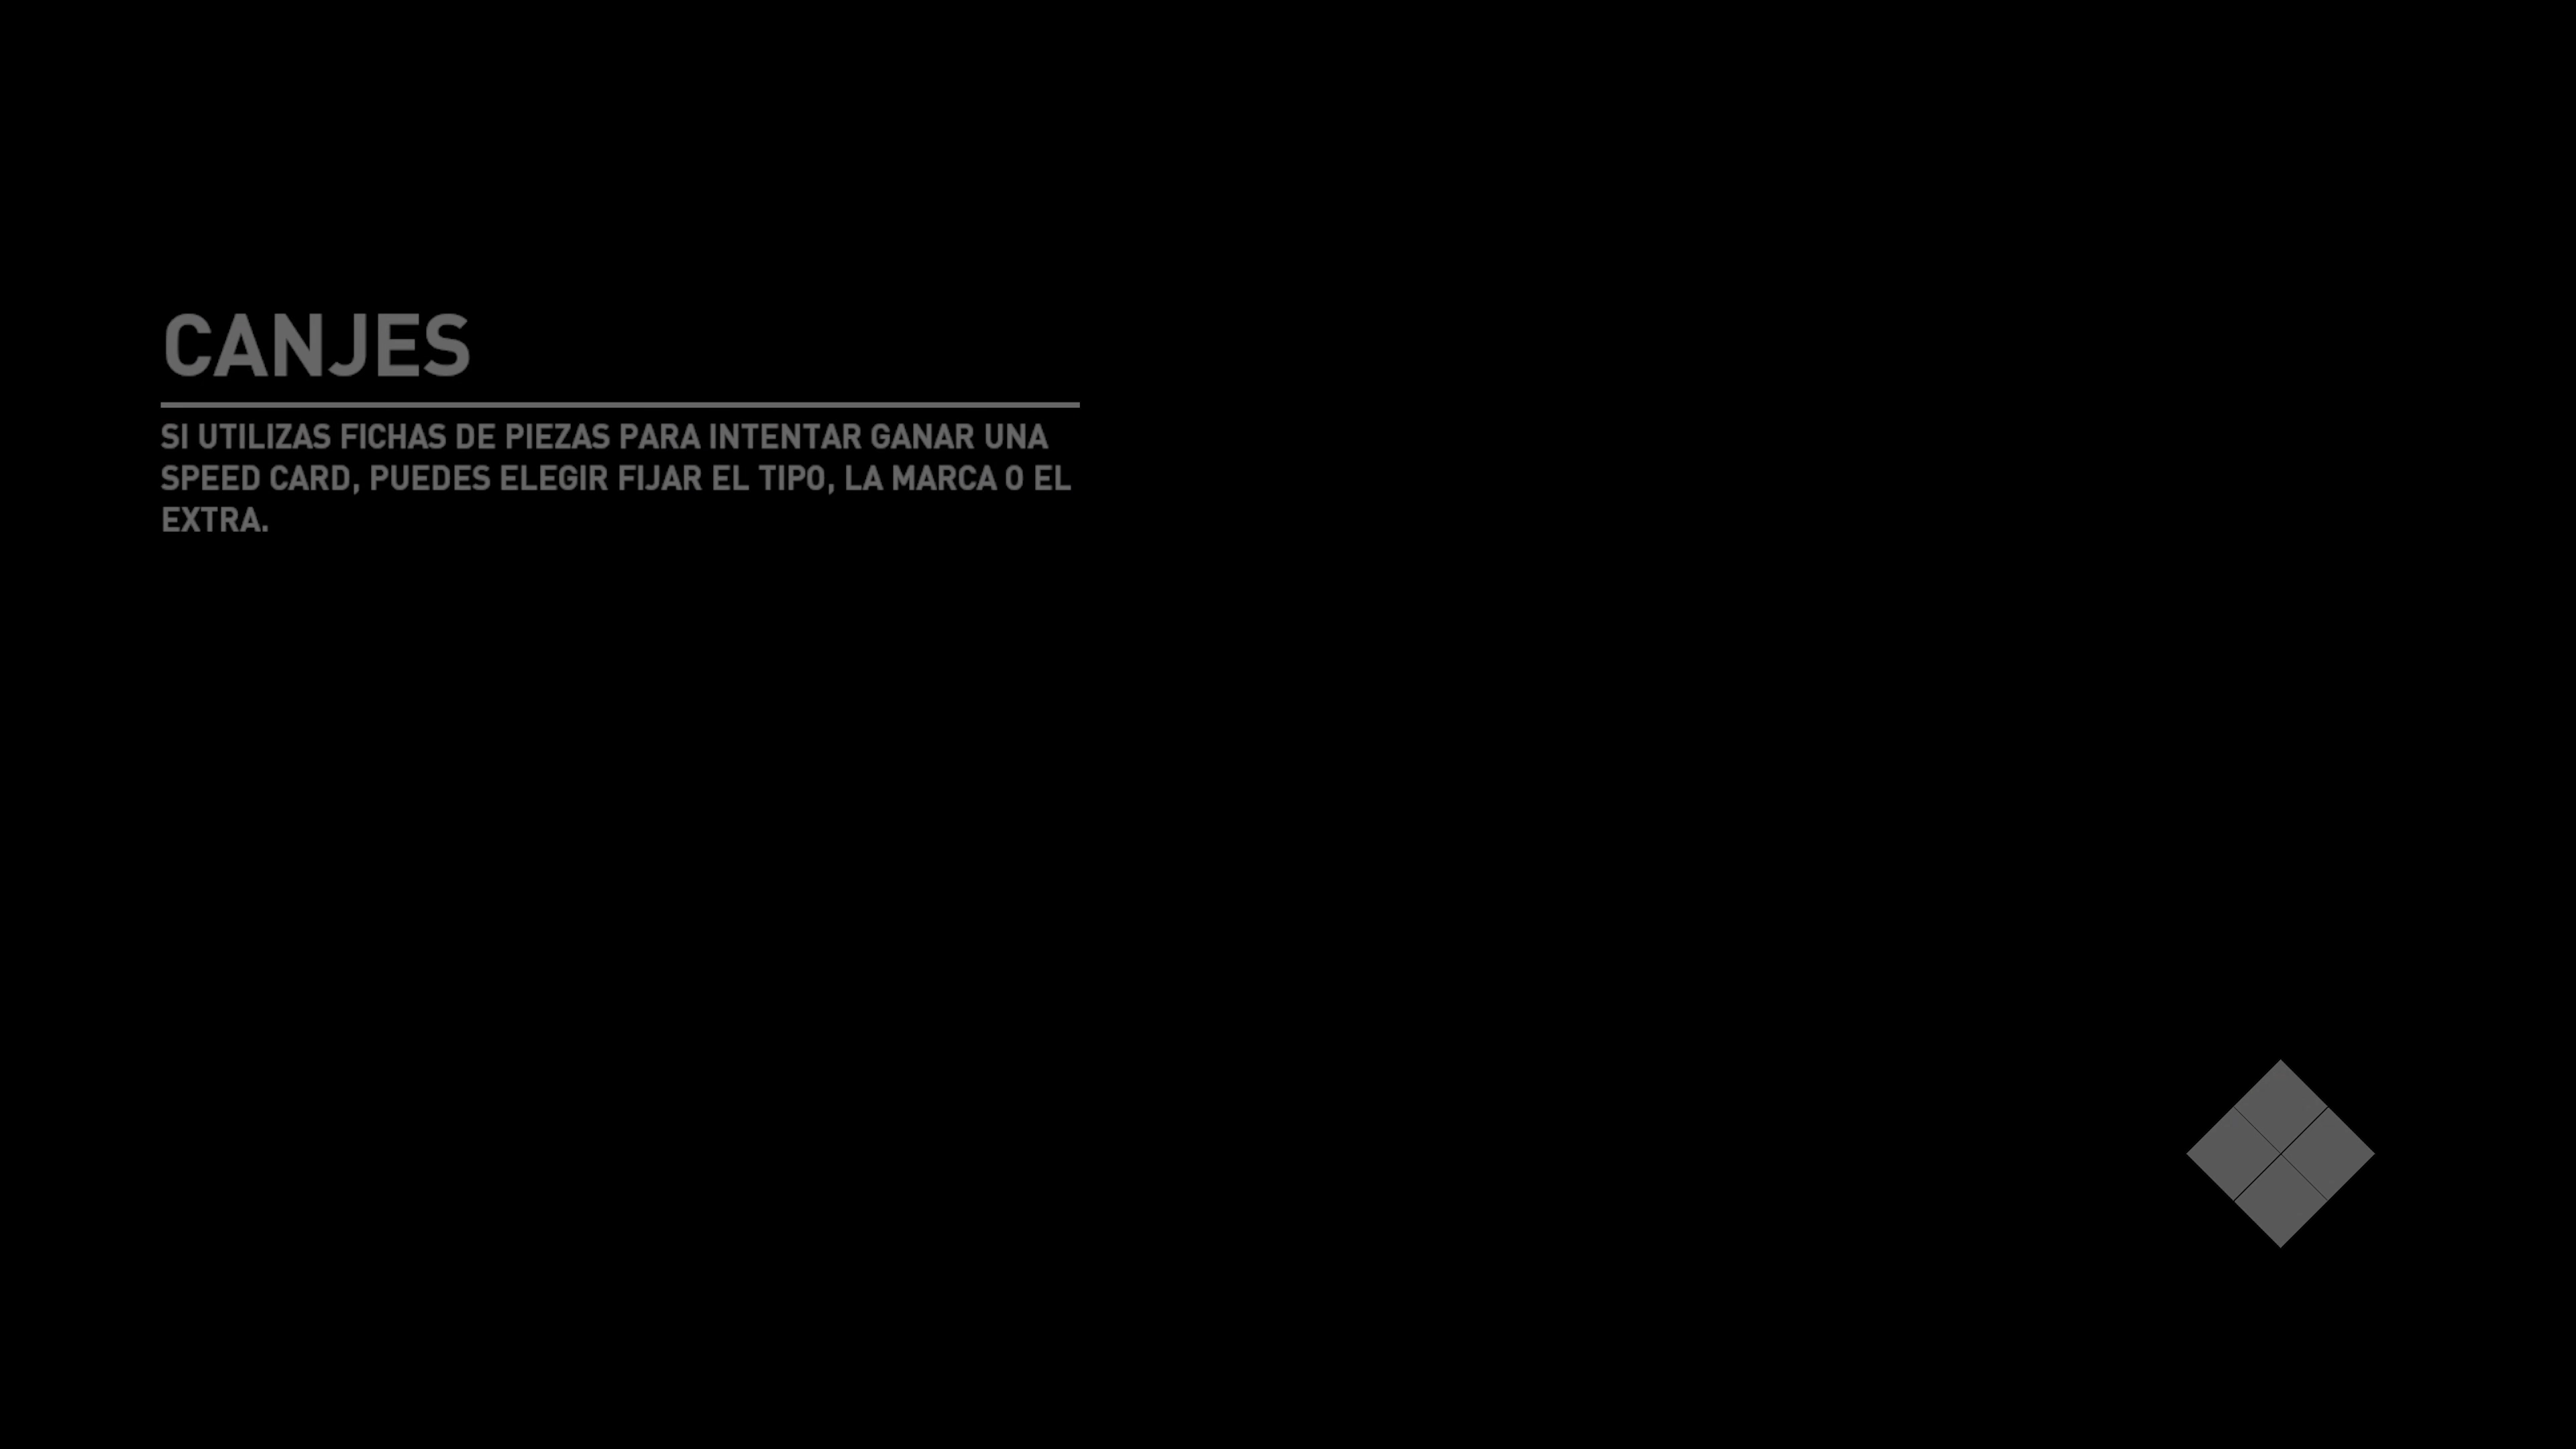 CANJES
SI UTILIZAS FICHAS DE PIEZAS PARA INTENTAR GANAR UNA
SPEED CARD, PUEDES ELEGIR FIJAR EL TIPO, LA MARCA O EL
EXTRA.